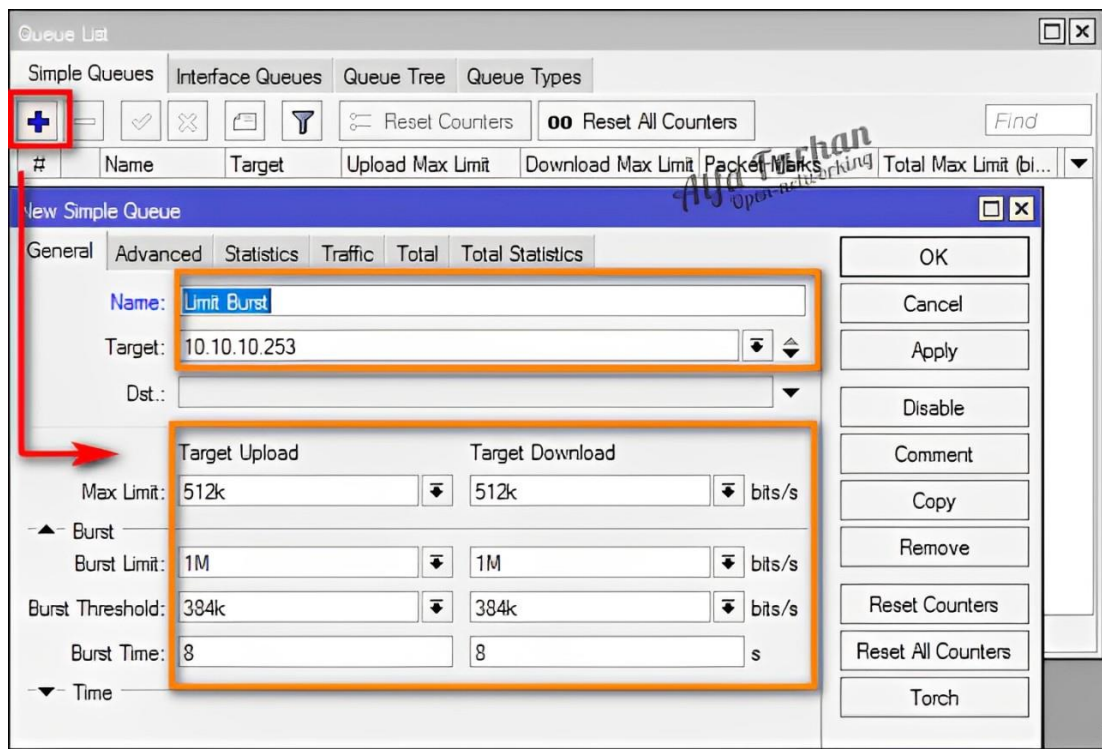 Queue List
Simple Queues Interface Queues Queue Tree Queue Types
Reset Counters 00 Reset All Counters Find
# Name Target Upload Max Limit Download Max Limit Packet Marks Total Max Limit (bi...
Alfa Farhan
Open-networking
New Simple Queue
General Advanced Statistics Traffic Total Total Statistics
Name: Limit Burst
Target: 10.10.10.253
Dst.:
Target Upload Target Download
Max Limit: 512k 512k bits/s
Burst
Burst Limit: 1M 1M bits/s
Burst Threshold: 384k 384k bits/s
Burst Time: 8 8 s
Time
OK
Cancel
Apply
Disable
Comment
Copy
Remove
Reset Counters
Reset All Counters
Torch